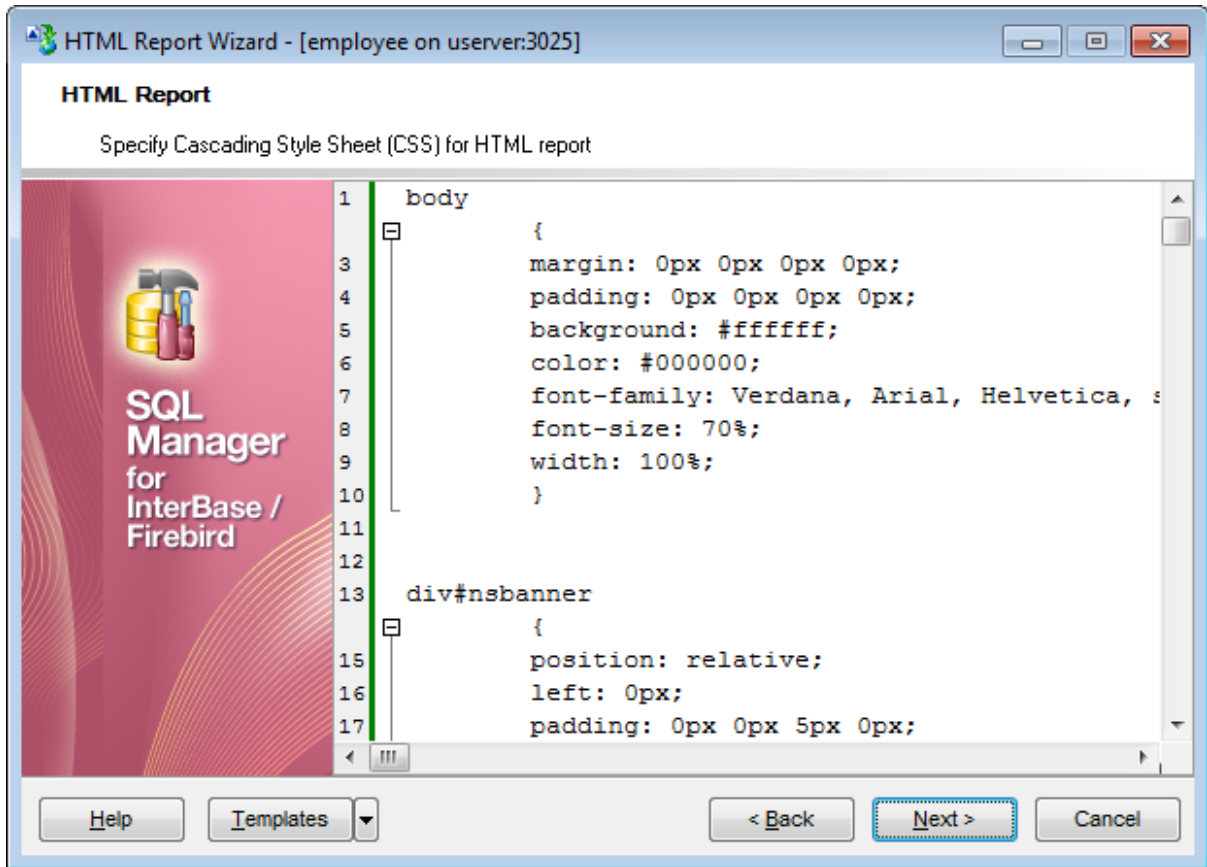 HTML Report Wizard - [employee on userver:3025]
HTML Report
Specify Cascading Style Sheet (CSS) for HTML report
SQL
Manager
for
InterBase /
Firebird
1 body
{
3 margin: 0px 0px 0px 0px;
4 padding: 0px 0px 0px 0px;
5 background: #ffffff;
6 color: #000000;
7 font-family: Verdana, Arial, Helvetica,
8 font-size: 70%;
9 width: 100%;
10 }
11
12
13 div#nsbanner
{
15 position: relative;
16 left: 0px;
17 padding: 0px 0px 5px 0px;
Help Templates < Back Next > Cancel